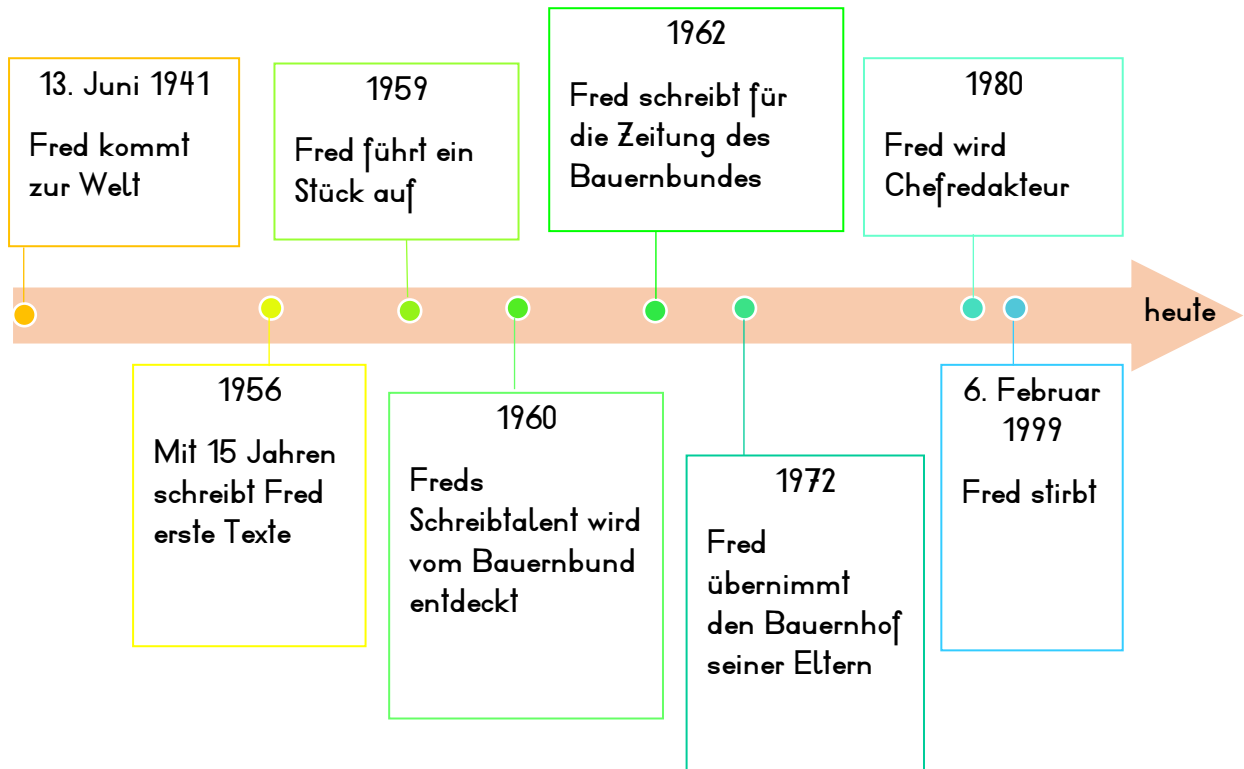 13. Juni 1941
Fred kommt
zur Welt
1956
Mit 15 Jahren
schreibt Fred
erste Texte
1959
Fred führt ein
Stück auf
1960
Freds
Schreibtalent wird
vom Bauernbund
entdeckt
1962
Fred schreibt für
die Zeitung des
Bauernbundes
1972
Fred
übernimmt
den Bauernhof
seiner Eltern
1980
Fred wird
Chefredakteur
6. Februar
1999
Fred stirbt
heute